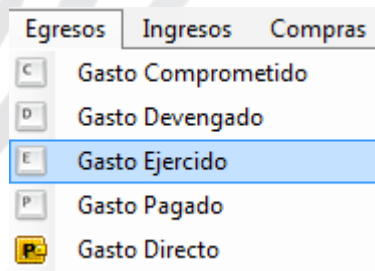 Egresos Ingresos Compras
C Gasto Comprometido
D Gasto Devengado
E Gasto Ejercido
P Gasto Pagado
P Gasto Directo